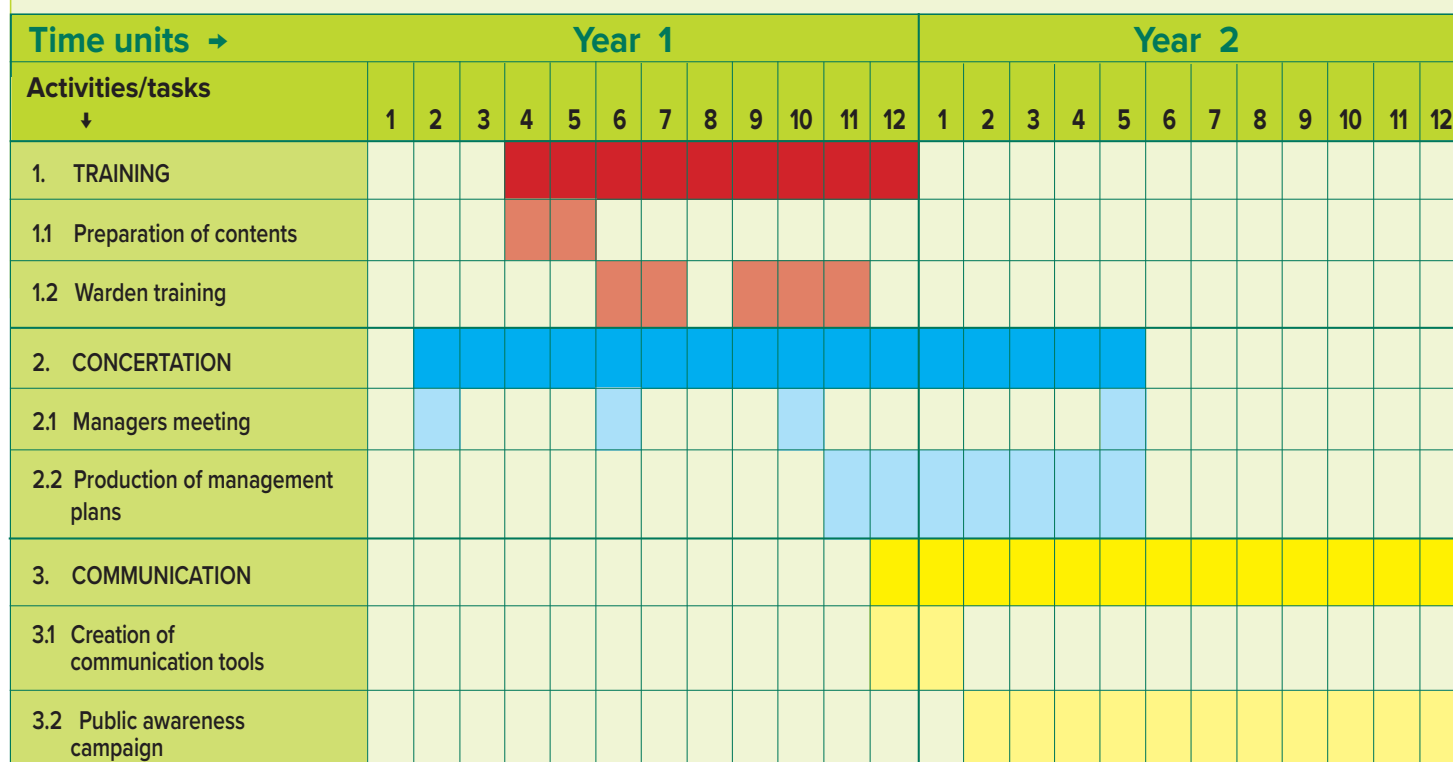 Time units → Year 1 Year 2
Activities/tasks
↓ 1 2 3 4 5 6 7 8 9 10 11 12 1 2 3 4 5 6 7 8 9 10 11 12
1. TRAINING
1.1 Preparation of contents
1.2 Warden training
2. CONCERTATION
2.1 Managers meeting
2.2 Production of management
plans
3. COMMUNICATION
3.1 Creation of
communication tools
3.2 Public awareness
campaign